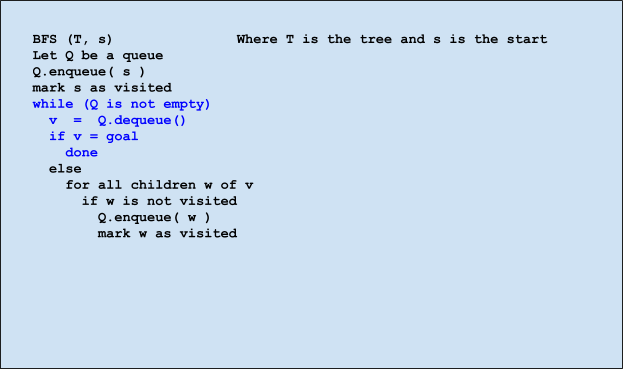 BFS (T, s) Where T is the tree and s is the start
Let Q be a queue
Q.enqueue( s )
mark s as visited
while (Q is not empty)
v = Q.dequeue()
if v = goal
done
else
for all children w of v
if w is not visited
Q.enqueue( w )
mark w as visited